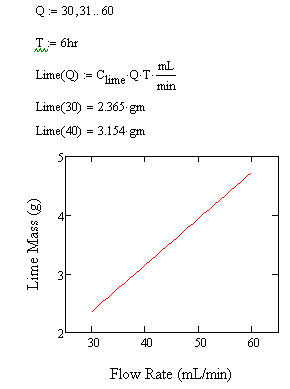 Q := 30, 31 .. 60
T := 6hr
Lime(Q) := C_lime·Q·T·mL/min
Lime(30) = 2.365·gm
Lime(40) = 3.154·gm
5
4
3
2
30 40 50 60
Lime Mass (g)
Flow Rate (mL/min)